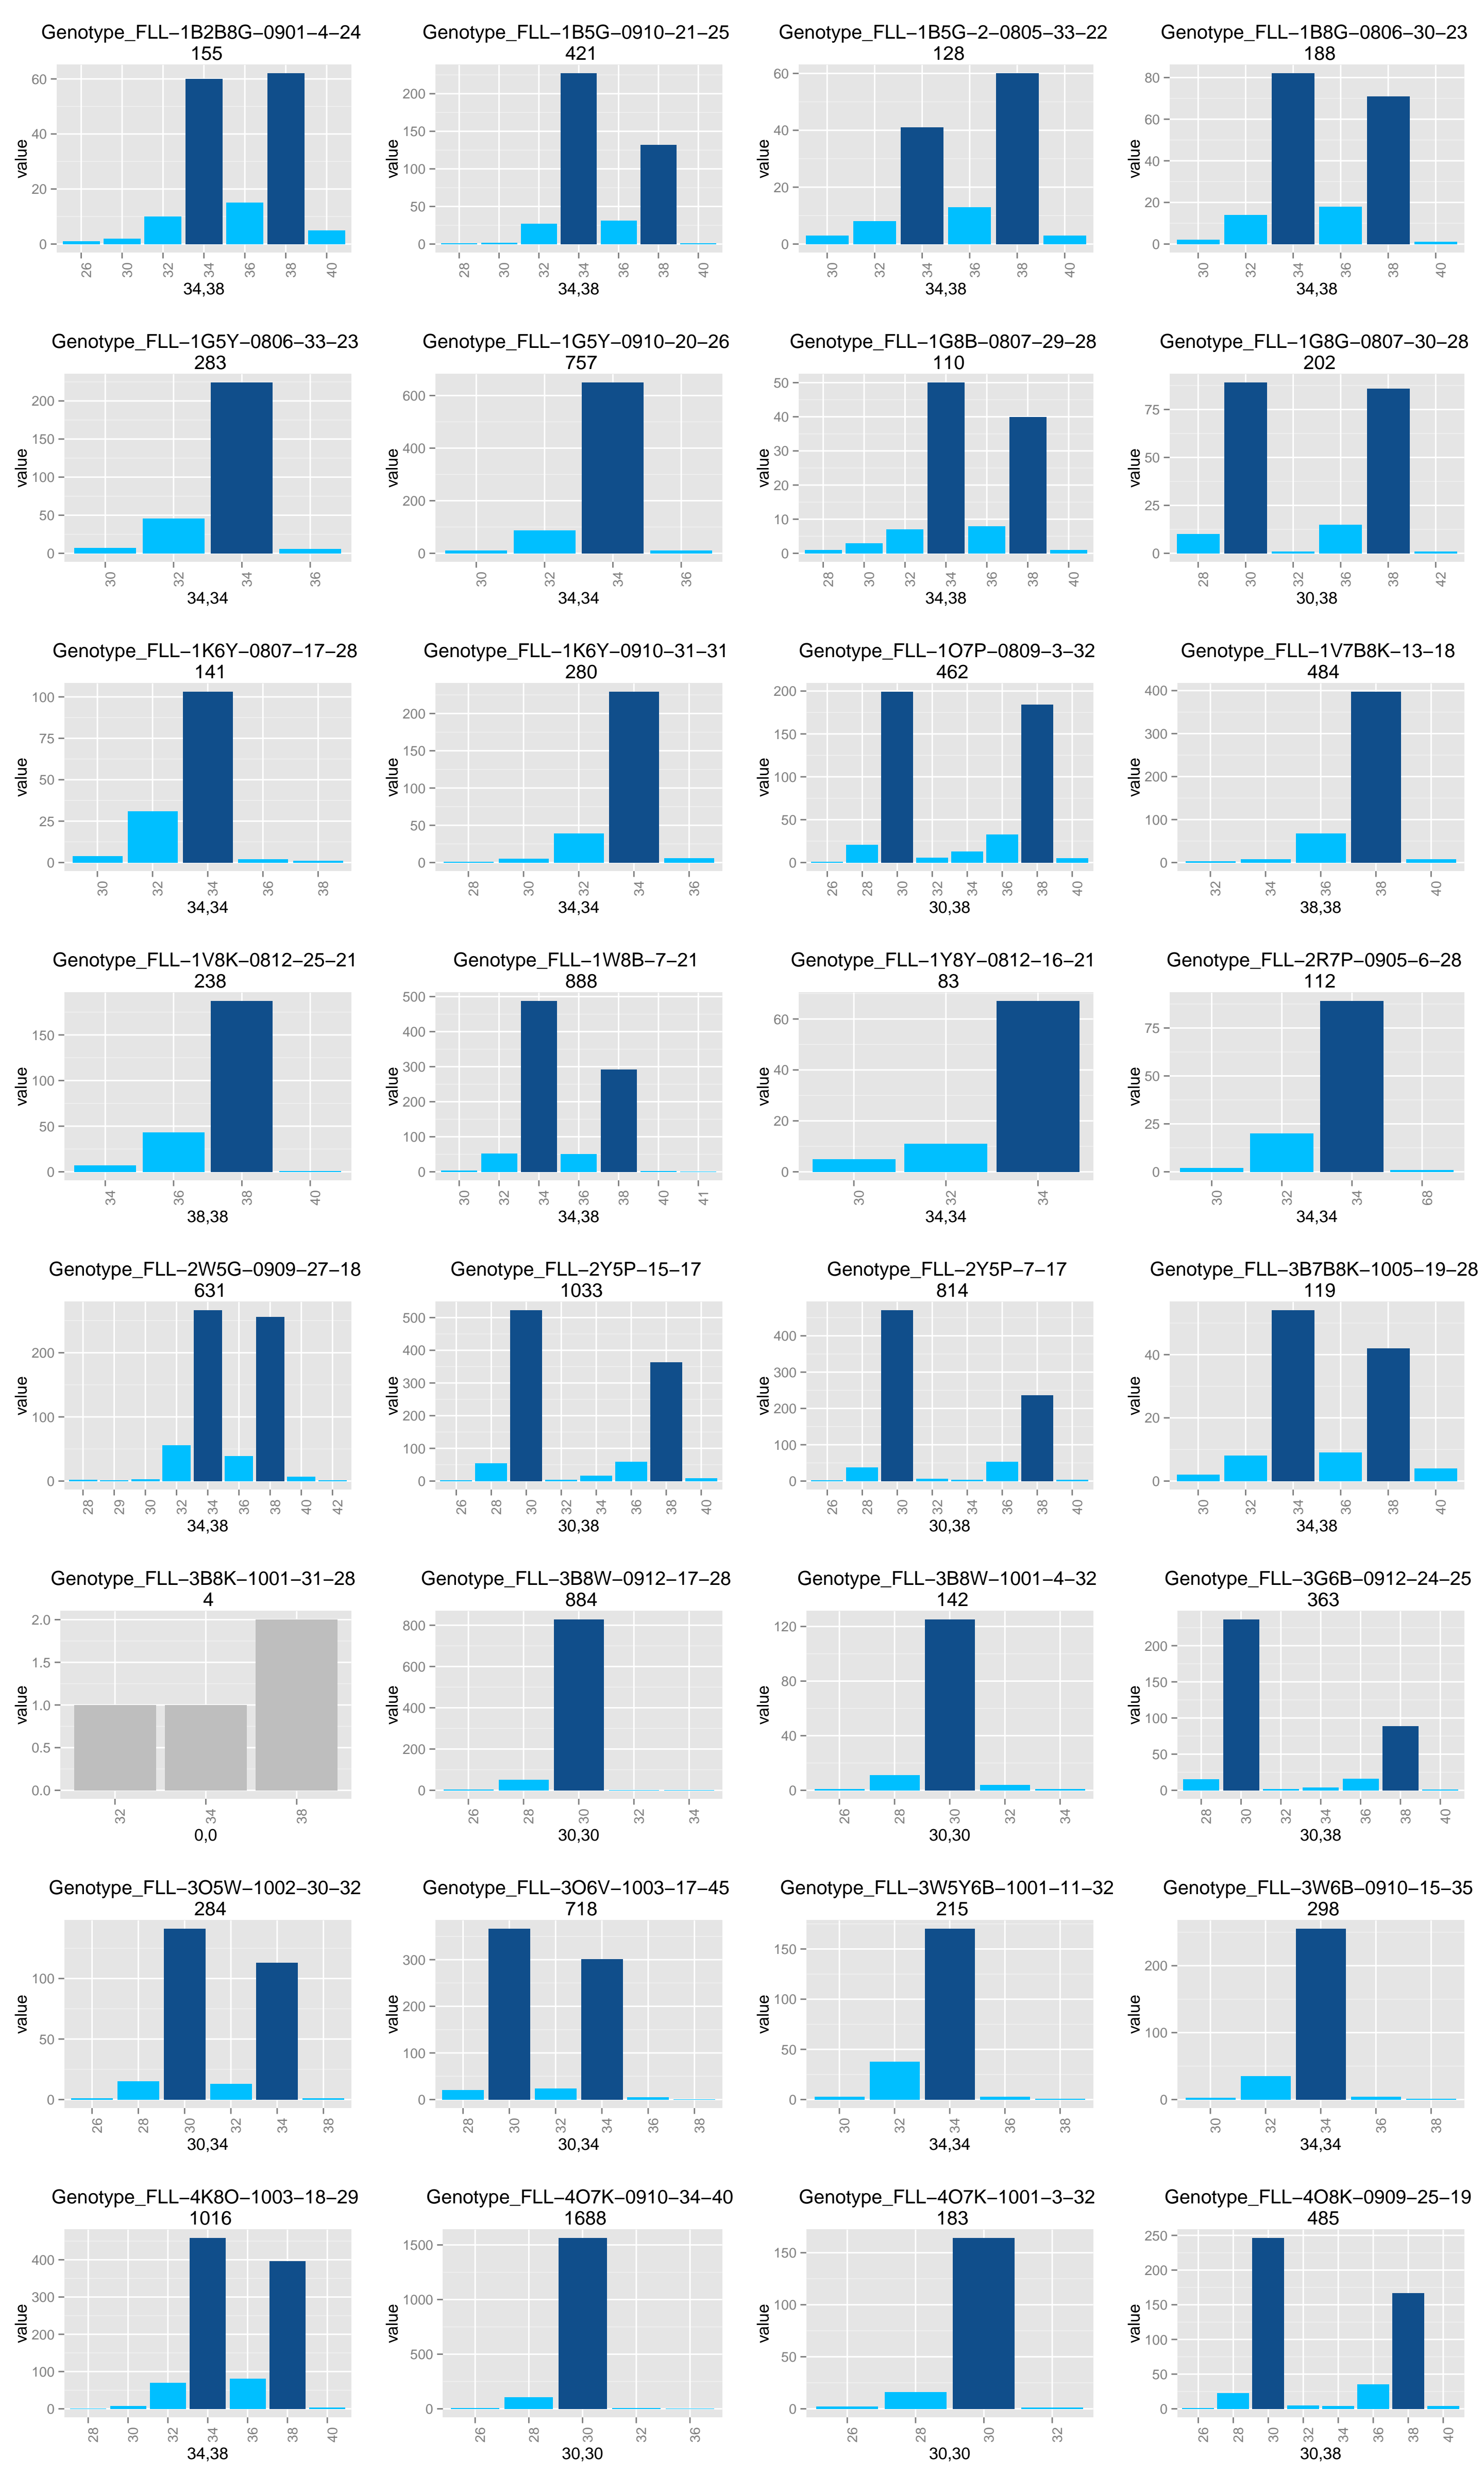 Genotype_FLL−1B2B8G−0901−4−24
155
value
60
40
20
0
26 30 32 34 36 38 40
34,38
Genotype_FLL−1B5G−0910−21−25
421
value
200
150
100
50
0
28 30 32 34 36 38 40
34,38
Genotype_FLL−1B5G−2−0805−33−22
128
value
60
40
20
0
30 32 34 36 38 40
34,38
Genotype_FLL−1B8G−0806−30−23
188
value
80
60
40
20
0
30 32 34 36 38 40
34,38
Genotype_FLL−1G5Y−0806−33−23
283
value
200
150
100
50
0
30 32 34 36
34,34
Genotype_FLL−1G5Y−0910−20−26
757
value
600
400
200
0
30 32 34 36
34,34
Genotype_FLL−1G8B−0807−29−28
110
value
50
40
30
20
10
0
28 30 32 34 36 38 40
34,38
Genotype_FLL−1G8G−0807−30−28
202
value
75
50
25
0
28 30 32 36 38 42
30,38
Genotype_FLL−1K6Y−0807−17−28
141
value
100
75
50
25
0
30 32 34 36 38
34,34
Genotype_FLL−1K6Y−0910−31−31
280
value
200
150
100
50
0
28 30 32 34 36
34,34
Genotype_FLL−1O7P−0809−3−32
462
value
200
150
100
50
0
26 28 30 32 34 36 38 40
30,38
Genotype_FLL−1V7B8K−13−18
484
value
400
300
200
100
0
32 34 36 38 40
38,38
Genotype_FLL−1V8K−0812−25−21
238
value
150
100
50
0
34 36 38 40
38,38
Genotype_FLL−1W8B−7−21
888
value
500
400
300
200
100
0
30 32 34 36 38 40 41
34,38
Genotype_FLL−1Y8Y−0812−16−21
83
value
60
40
20
0
30 32 34
34,34
Genotype_FLL−2R7P−0905−6−28
112
value
75
50
25
0
30 32 34 68
34,34
Genotype_FLL−2W5G−0909−27−18
631
value
200
100
0
28 29 30 32 34 36 38 40 42
34,38
Genotype_FLL−2Y5P−15−17
1033
value
500
400
300
200
100
0
26 28 30 32 34 36 38 40
30,38
Genotype_FLL−2Y5P−7−17
814
value
400
300
200
100
0
26 28 30 32 34 36 38 40
30,38
Genotype_FLL−3B7B8K−1005−19−28
119
value
40
20
0
30 32 34 36 38 40
34,38
Genotype_FLL−3B8K−1001−31−28
4
value
2.0
1.5
1.0
0.5
0.0
32 34 38
0,0
Genotype_FLL−3B8W−0912−17−28
884
value
800
600
400
200
0
26 28 30 32 34
30,30
Genotype_FLL−3B8W−1001−4−32
142
value
120
80
40
0
26 28 30 32 34
30,30
Genotype_FLL−3G6B−0912−24−25
363
value
200
150
100
50
0
28 30 32 34 36 38 40
30,38
Genotype_FLL−3O5W−1002−30−32
284
value
100
50
0
26 28 30 32 34 38
30,34
Genotype_FLL−3O6V−1003−17−45
718
value
300
200
100
0
28 30 32 34 36 38
30,34
Genotype_FLL−3W5Y6B−1001−11−32
215
value
150
100
50
0
30 32 34 36 38
34,34
Genotype_FLL−3W6B−0910−15−35
298
value
200
100
0
30 32 34 36 38
34,34
Genotype_FLL−4K8O−1003−18−29
1016
value
400
300
200
100
0
28 30 32 34 36 38 40
34,38
Genotype_FLL−4O7K−0910−34−40
1688
value
1500
1000
500
0
26 28 30 32 36
30,30
Genotype_FLL−4O7K−1001−3−32
183
value
150
100
50
0
26 28 30 32
30,30
Genotype_FLL−4O8K−0909−25−19
485
value
250
200
150
100
50
0
26 28 30 32 34 36 38 40
30,38